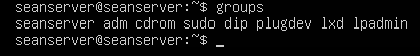 seanserver@seanserver:~$ groups
seanserver adm cdrom sudo dip plugdev lxd lpadmin
seanserver@seanserver:~$ _